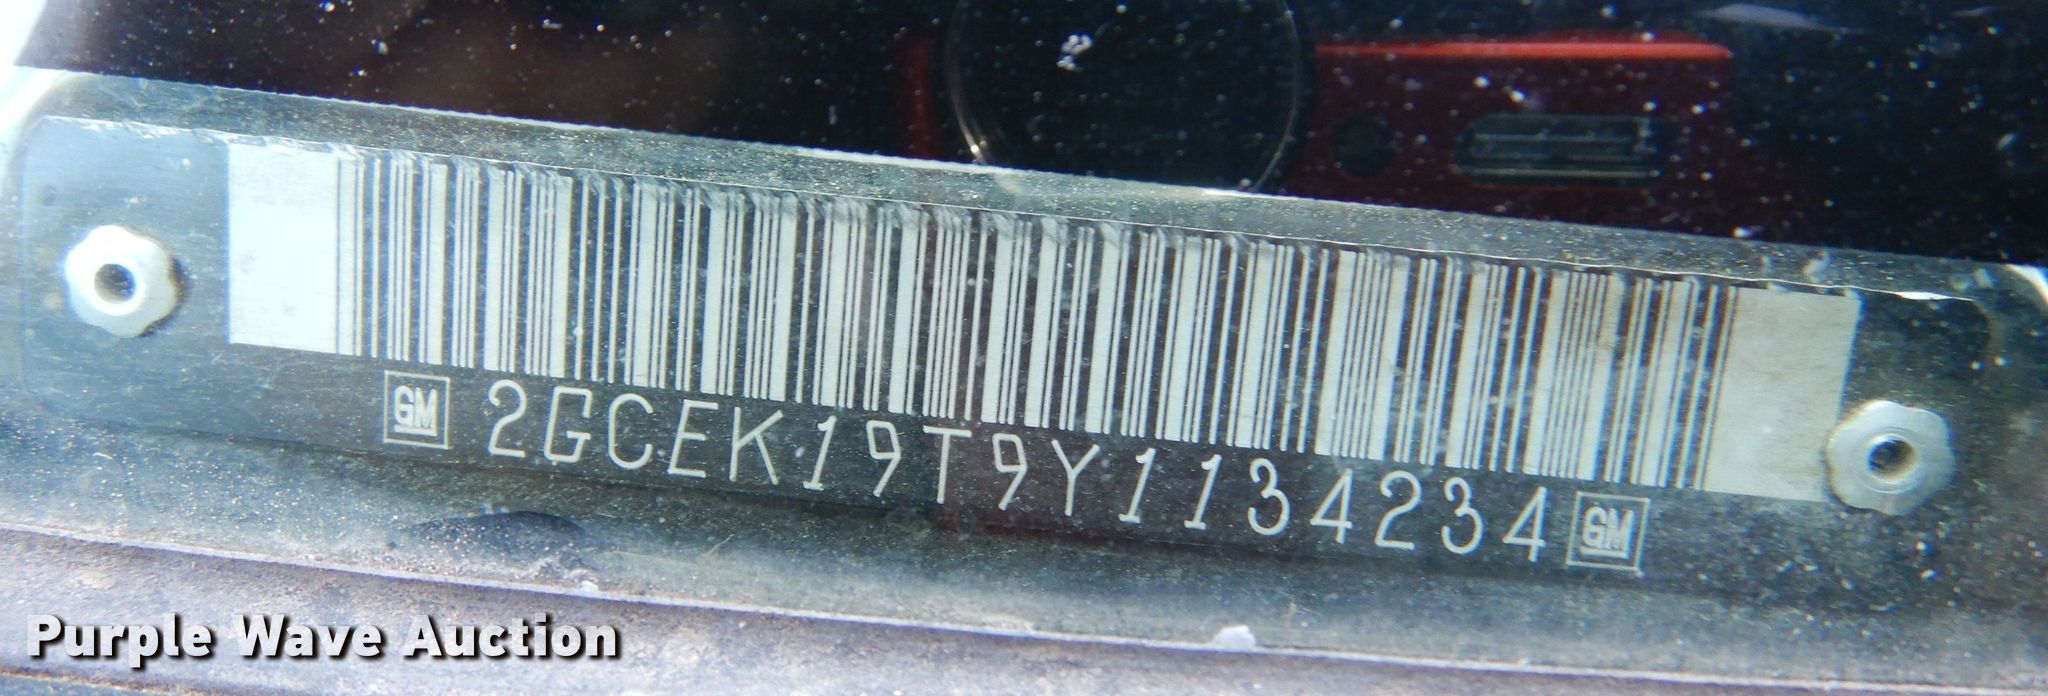 GM 2GCEK19T9Y1134234 GM
Purple Wave Auction